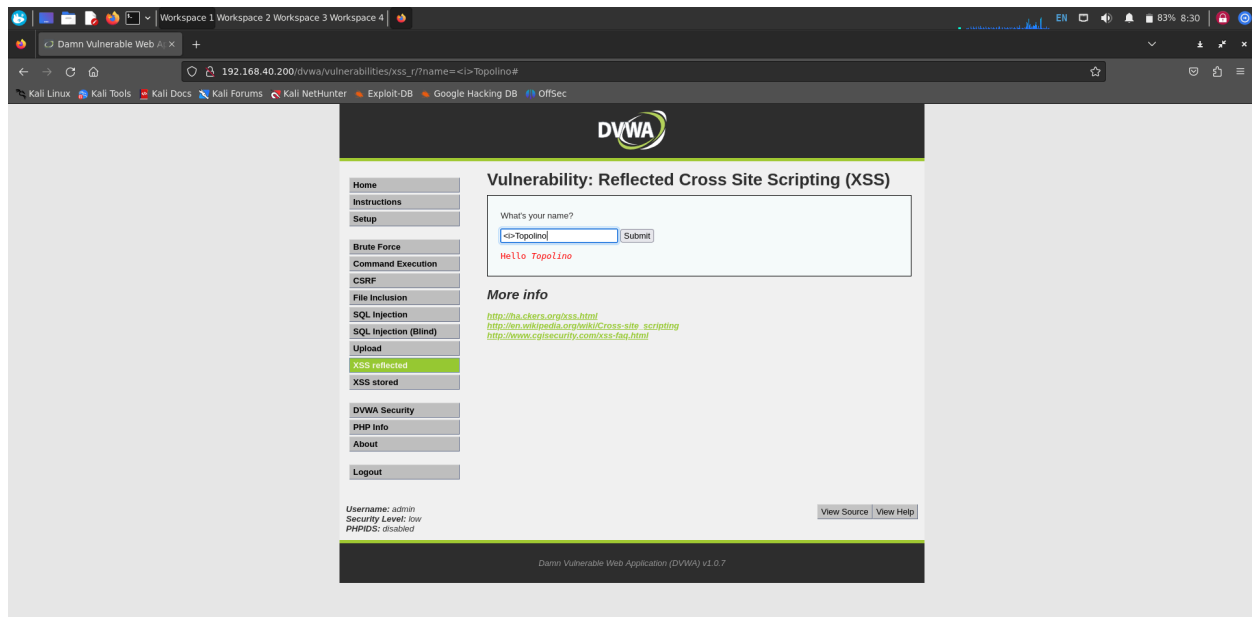 Workspace 1 Workspace 2 Workspace 3 Workspace 4
EN 83% 8:30
Damn Vulnerable Web A
192.168.40.200/dvwa/vulnerabilities/xss_r/?name=<i>Topolino#
Kali Linux Kali Tools Kali Docs Kali Forums Kali NetHunter Exploit-DB Google Hacking DB OffSec
DVWA
Home
Instructions
Setup
Brute Force
Command Execution
CSRF
File Inclusion
SQL Injection
SQL Injection (Blind)
Upload
XSS reflected
XSS stored
DVWA Security
PHP Info
About
Logout
Vulnerability: Reflected Cross Site Scripting (XSS)
What's your name?
<i>Topolino Submit
Hello Topolino
More info
http://ha.ckers.org/xss.html
http://en.wikipedia.org/wiki/Cross-site_scripting
http://www.cgisecurity.com/xss-faq.html
Username: admin
Security Level: low
PHPIDS: disabled
View Source View Help
Damn Vulnerable Web Application (DVWA) v1.0.7